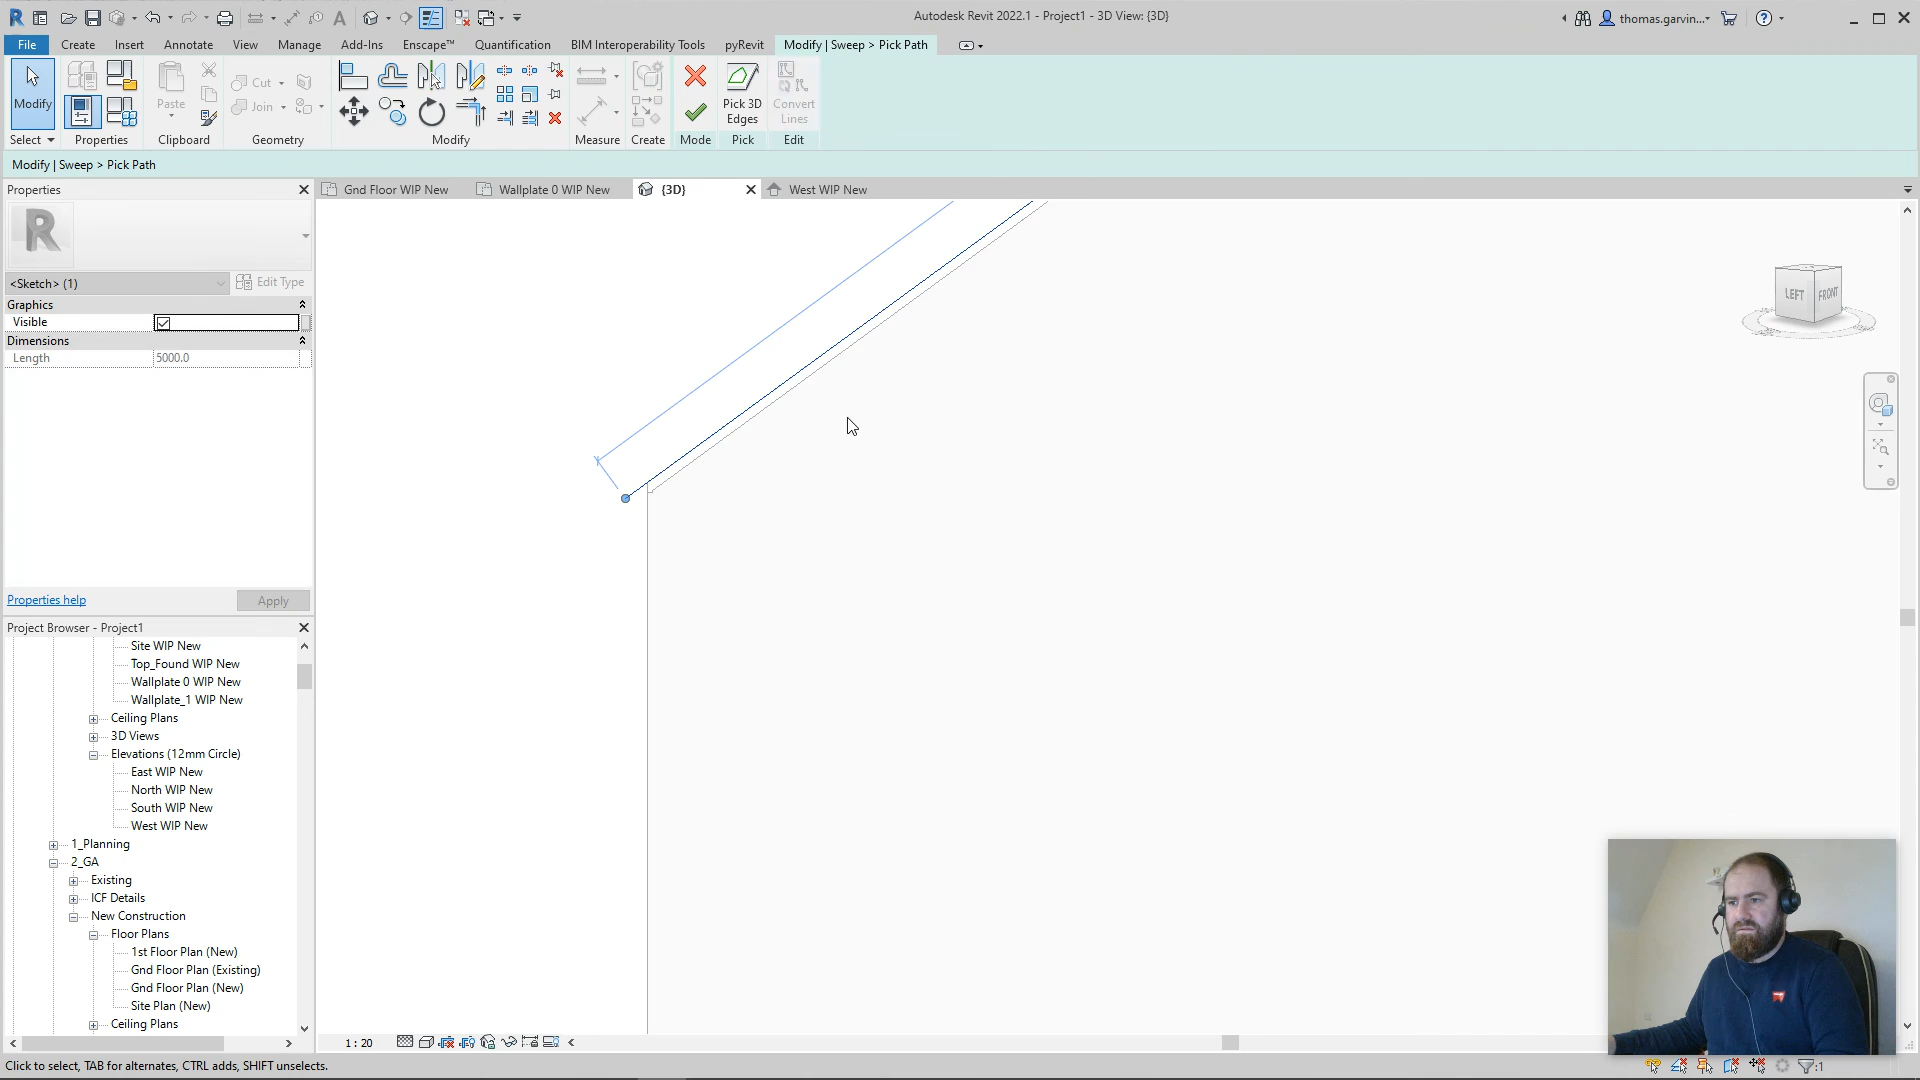 Autodesk Revit 2022.1 - Project1 - 3D View: {3D}
thomas.garvin...
File Create Insert Annotate View Manage Add-Ins Enscape™ Quantification BIM Interoperability Tools pyRevit Modify | Sweep > Pick Path
Modify
Paste
Cut
Join
Pick 3D Edges
Convert Lines
Select Properties Clipboard Geometry Modify Measure Create Mode Pick Edit
Modify | Sweep > Pick Path
Properties
Gnd Floor WIP New
Wallplate 0 WIP New
{3D}
West WIP New
R
<Sketch> (1)
Edit Type
Graphics
Visible
Dimensions
Length 5000.0
LEFT FRONT
Properties help
Apply
Project Browser - Project1
Site WIP New
Top_Found WIP New
Wallplate 0 WIP New
Wallplate_1 WIP New
Ceiling Plans
3D Views
Elevations (12mm Circle)
East WIP New
North WIP New
South WIP New
West WIP New
1_Planning
2_GA
Existing
ICF Details
New Construction
Floor Plans
1st Floor Plan (New)
Gnd Floor Plan (Existing)
Gnd Floor Plan (New)
Site Plan (New)
Ceiling Plans
1 : 20
Click to select, TAB for alternates, CTRL adds, SHIFT unselects.
:1